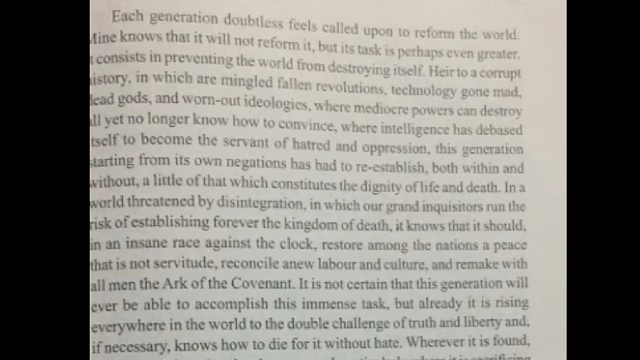 Each generation doubtless feels called upon to reform the world.
Mine knows that it will not reform it, but its task is perhaps even greater.
t consists in preventing the world from destroying itself. Heir to a corrupt
istory, in which are mingled fallen revolutions, technology gone mad,
lead gods, and worn-out ideologies, where mediocre powers can destroy
ll yet no longer know how to convince, where intelligence has debased
tself to become the servant of hatred and oppression, this generation
starting from its own negations has had to re-establish, both within and
without, a little of that which constitutes the dignity of life and death. In a
world threatened by disintegration, in which our grand inquisitors run the
risk of establishing forever the kingdom of death, it knows that it should,
in an insane race against the clock, restore among the nations a peace
that is not servitude, reconcile anew labour and culture, and remake with
all men the Ark of the Covenant. It is not certain that this generation will
ever be able to accomplish this immense task, but already it is rising
everywhere in the world to the double challenge of truth and liberty and,
if necessary, knows how to die for it without hate. Wherever it is found,